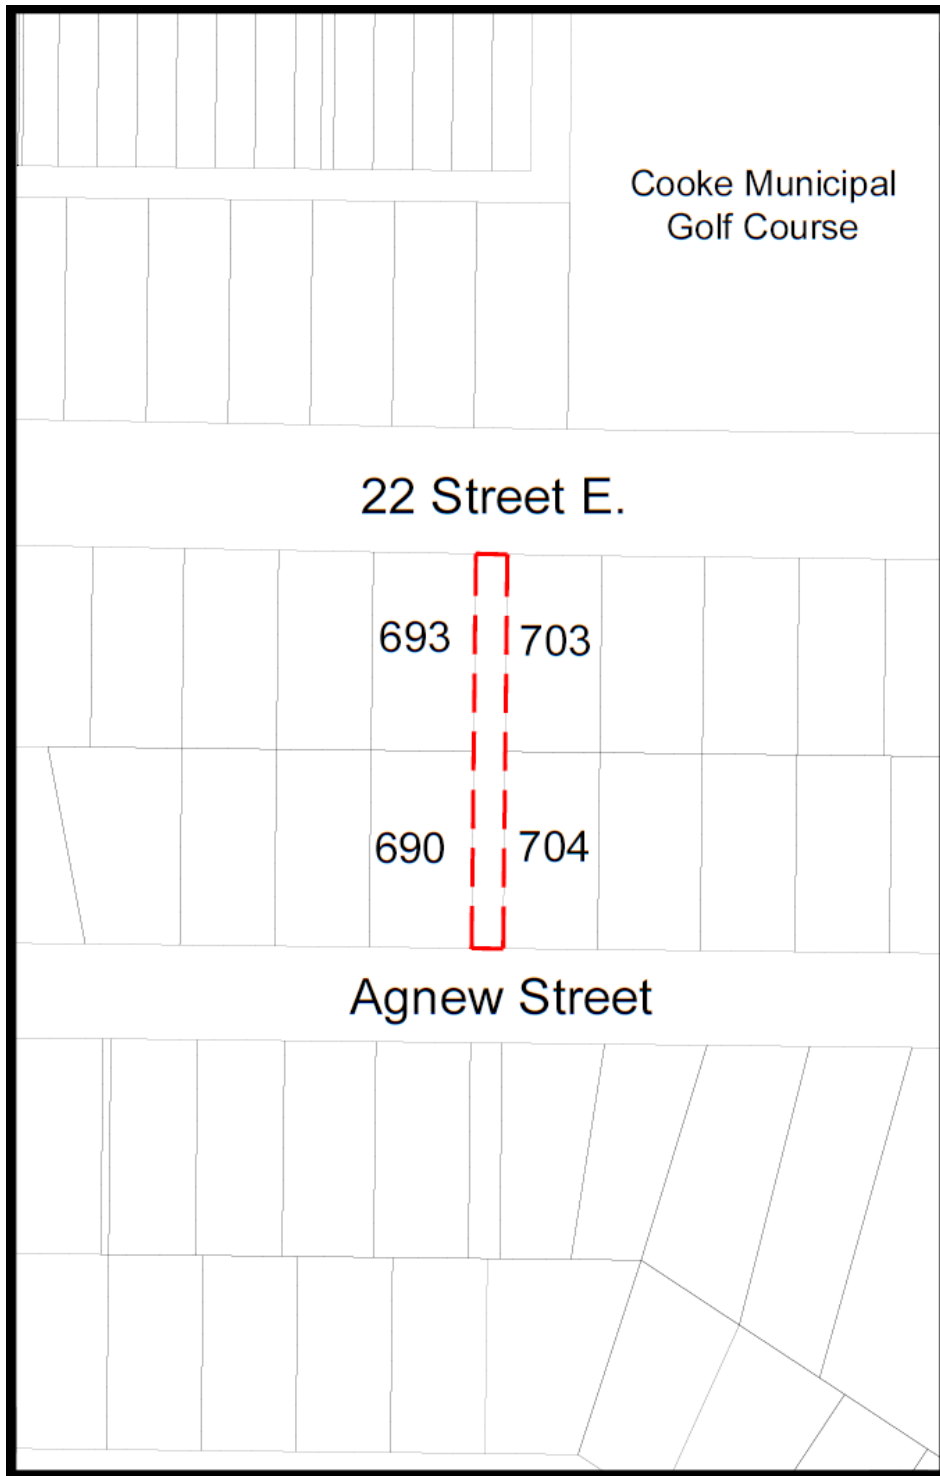 Cooke Municipal
Golf Course
22 Street E.
693
703
690
704
Agnew Street